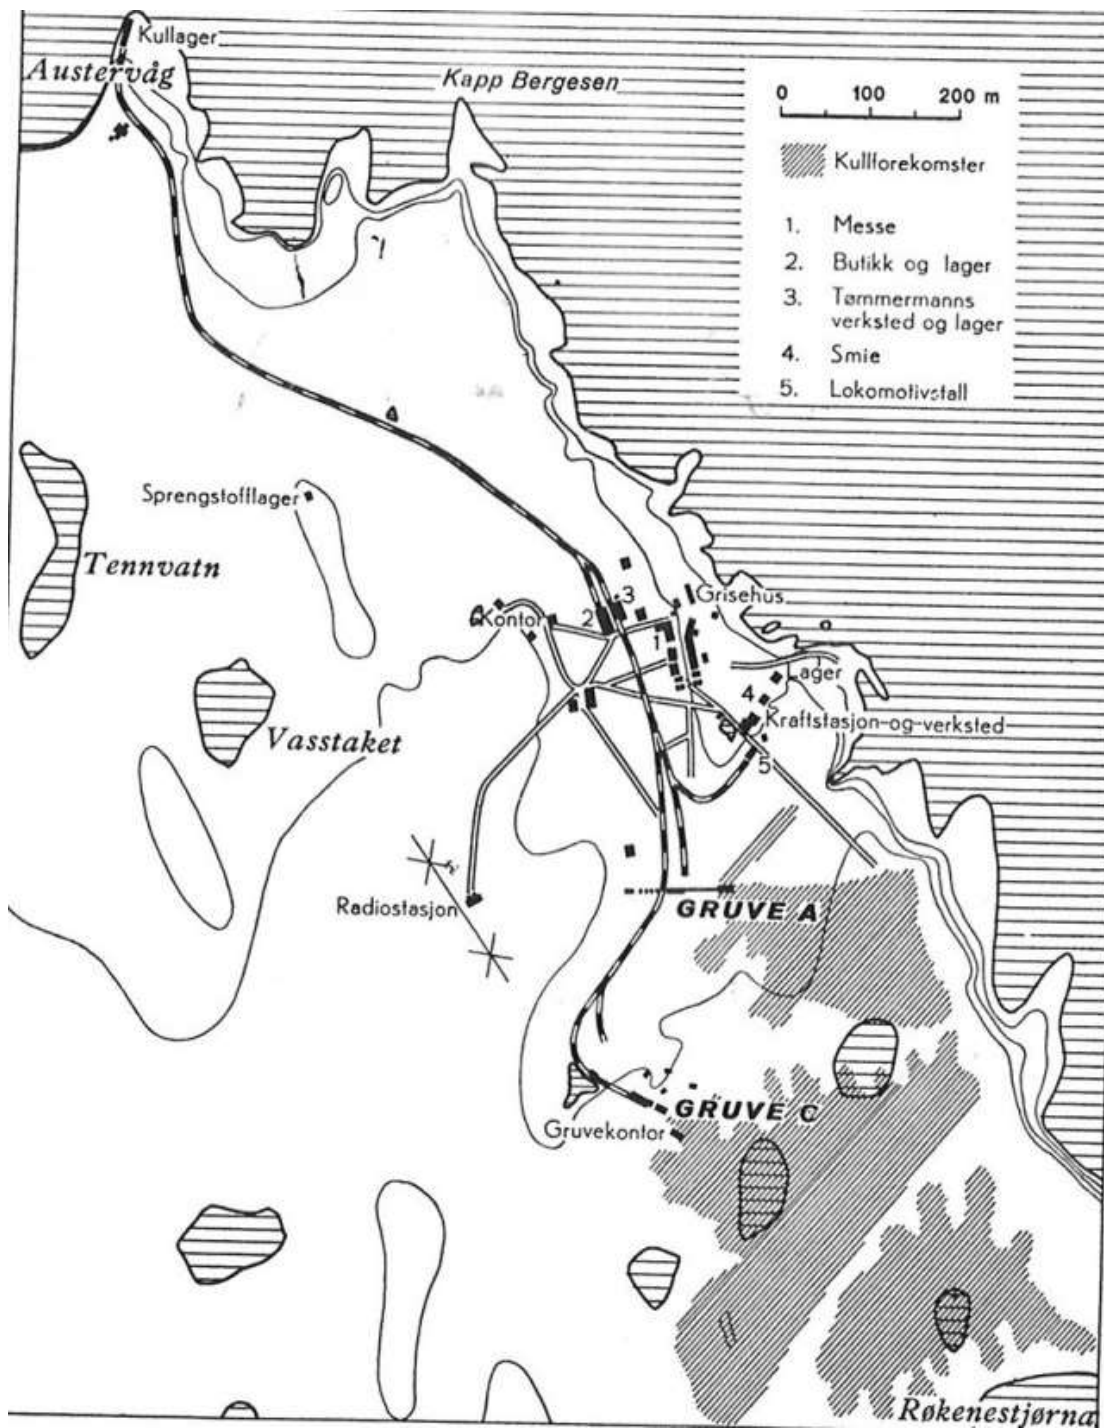 Kullager
Austervåg
Kapp Bergesen
0 100 200 m
Kullforekomster
1. Messe
2. Butikk og lager
3. Tømmermanns
verksted og lager
4. Smie
5. Lokomotivstall
Sprengstofflager
Tennvatn
3
Grisehus
Kontor
2
1
Lager
4
Kraftstasjon-og-verksted
Vasstaket
5
Radiostasjon
GRUVE A
GRUVE C
Gruvekontor
Røkenestjørna